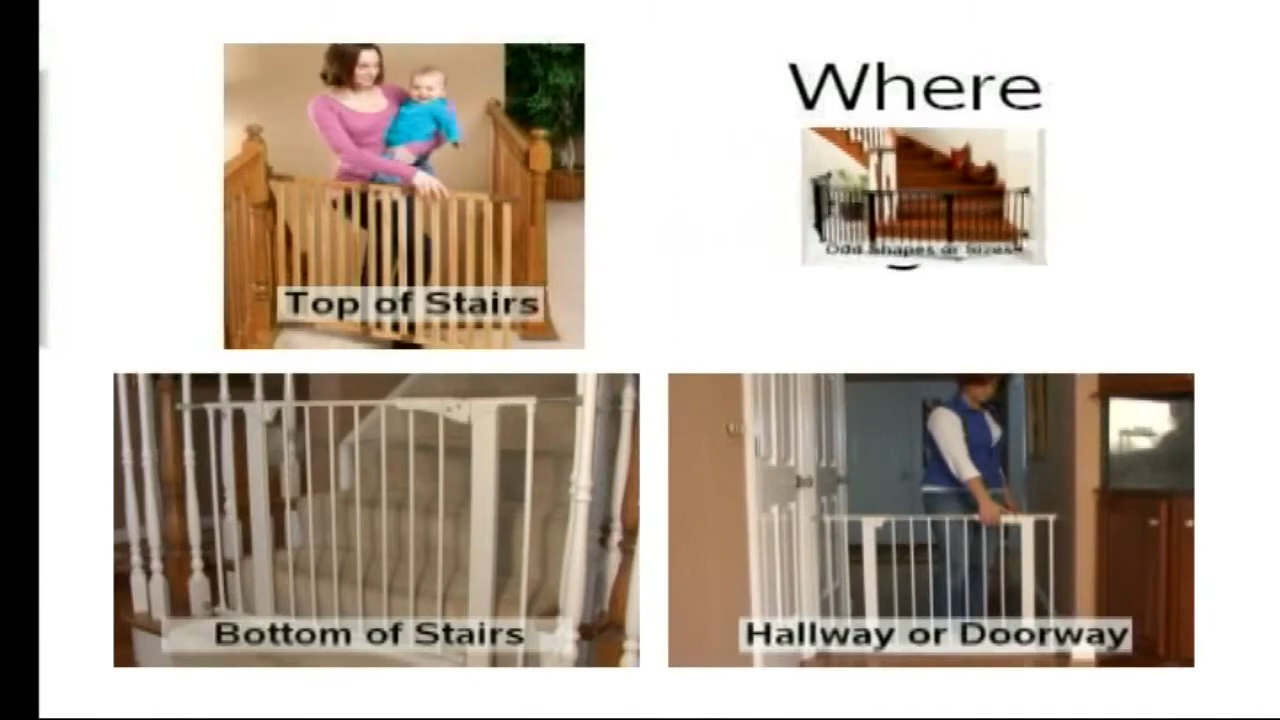 Where
Odd Shapes or Sizes
Top of Stairs
Bottom of Stairs
Hallway or Doorway